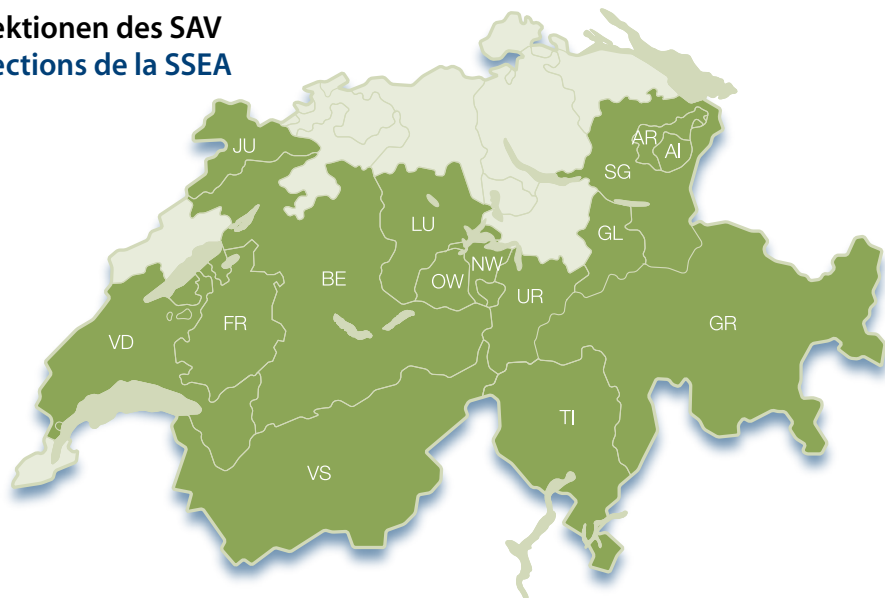 ektionen des SAV
ections de la SSEA
JU
AR
AI
SG
LU
GL
NW
OW
BE
UR
FR
GR
VD
TI
VS